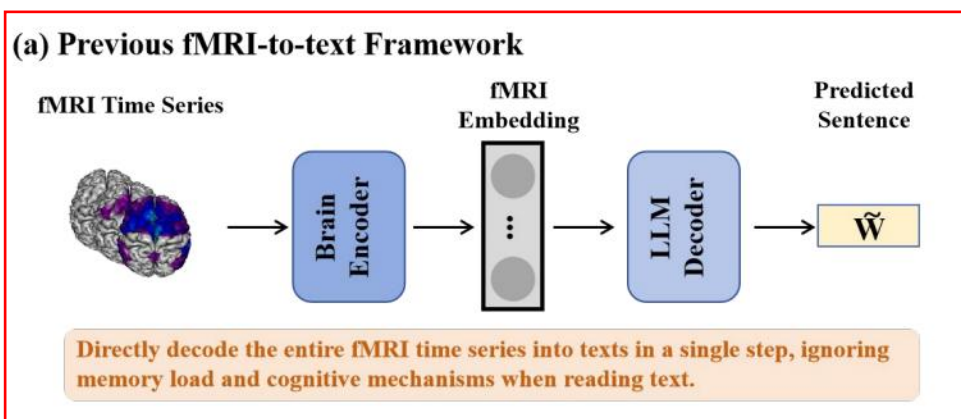 (a) Previous fMRI-to-text Framework
fMRI Time Series
fMRI
Embedding
Predicted
Sentence
Brain
Encoder
...
LLM
Decoder
W̃
Directly decode the entire fMRI time series into texts in a single step, ignoring
memory load and cognitive mechanisms when reading text.